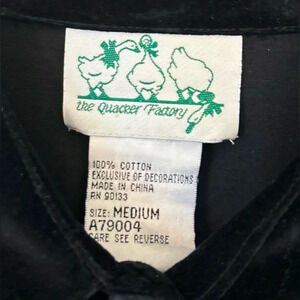 the Quacker Factory
100% COTTON
EXCLUSIVE OF DECORATIONS
MADE IN CHINA
RN 90133
SIZE: MEDIUM
A79004
CARE SEE REVERSE